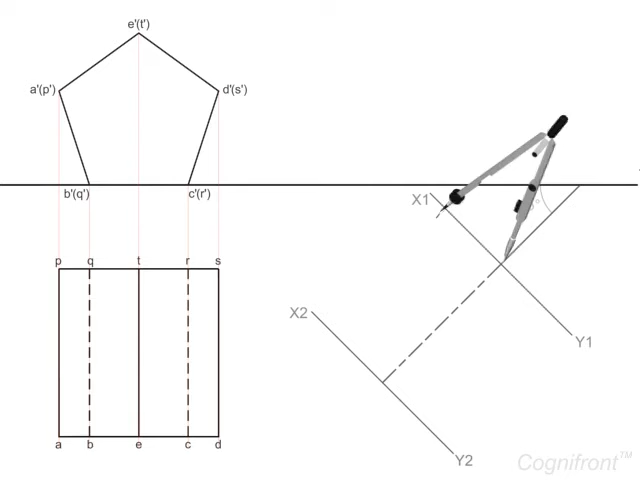 e'(t')
a'(p') d'(s')
b'(q') c'(r')
X1
p q t r s
X2
Y1
a b e c d
Y2
Cognifront™